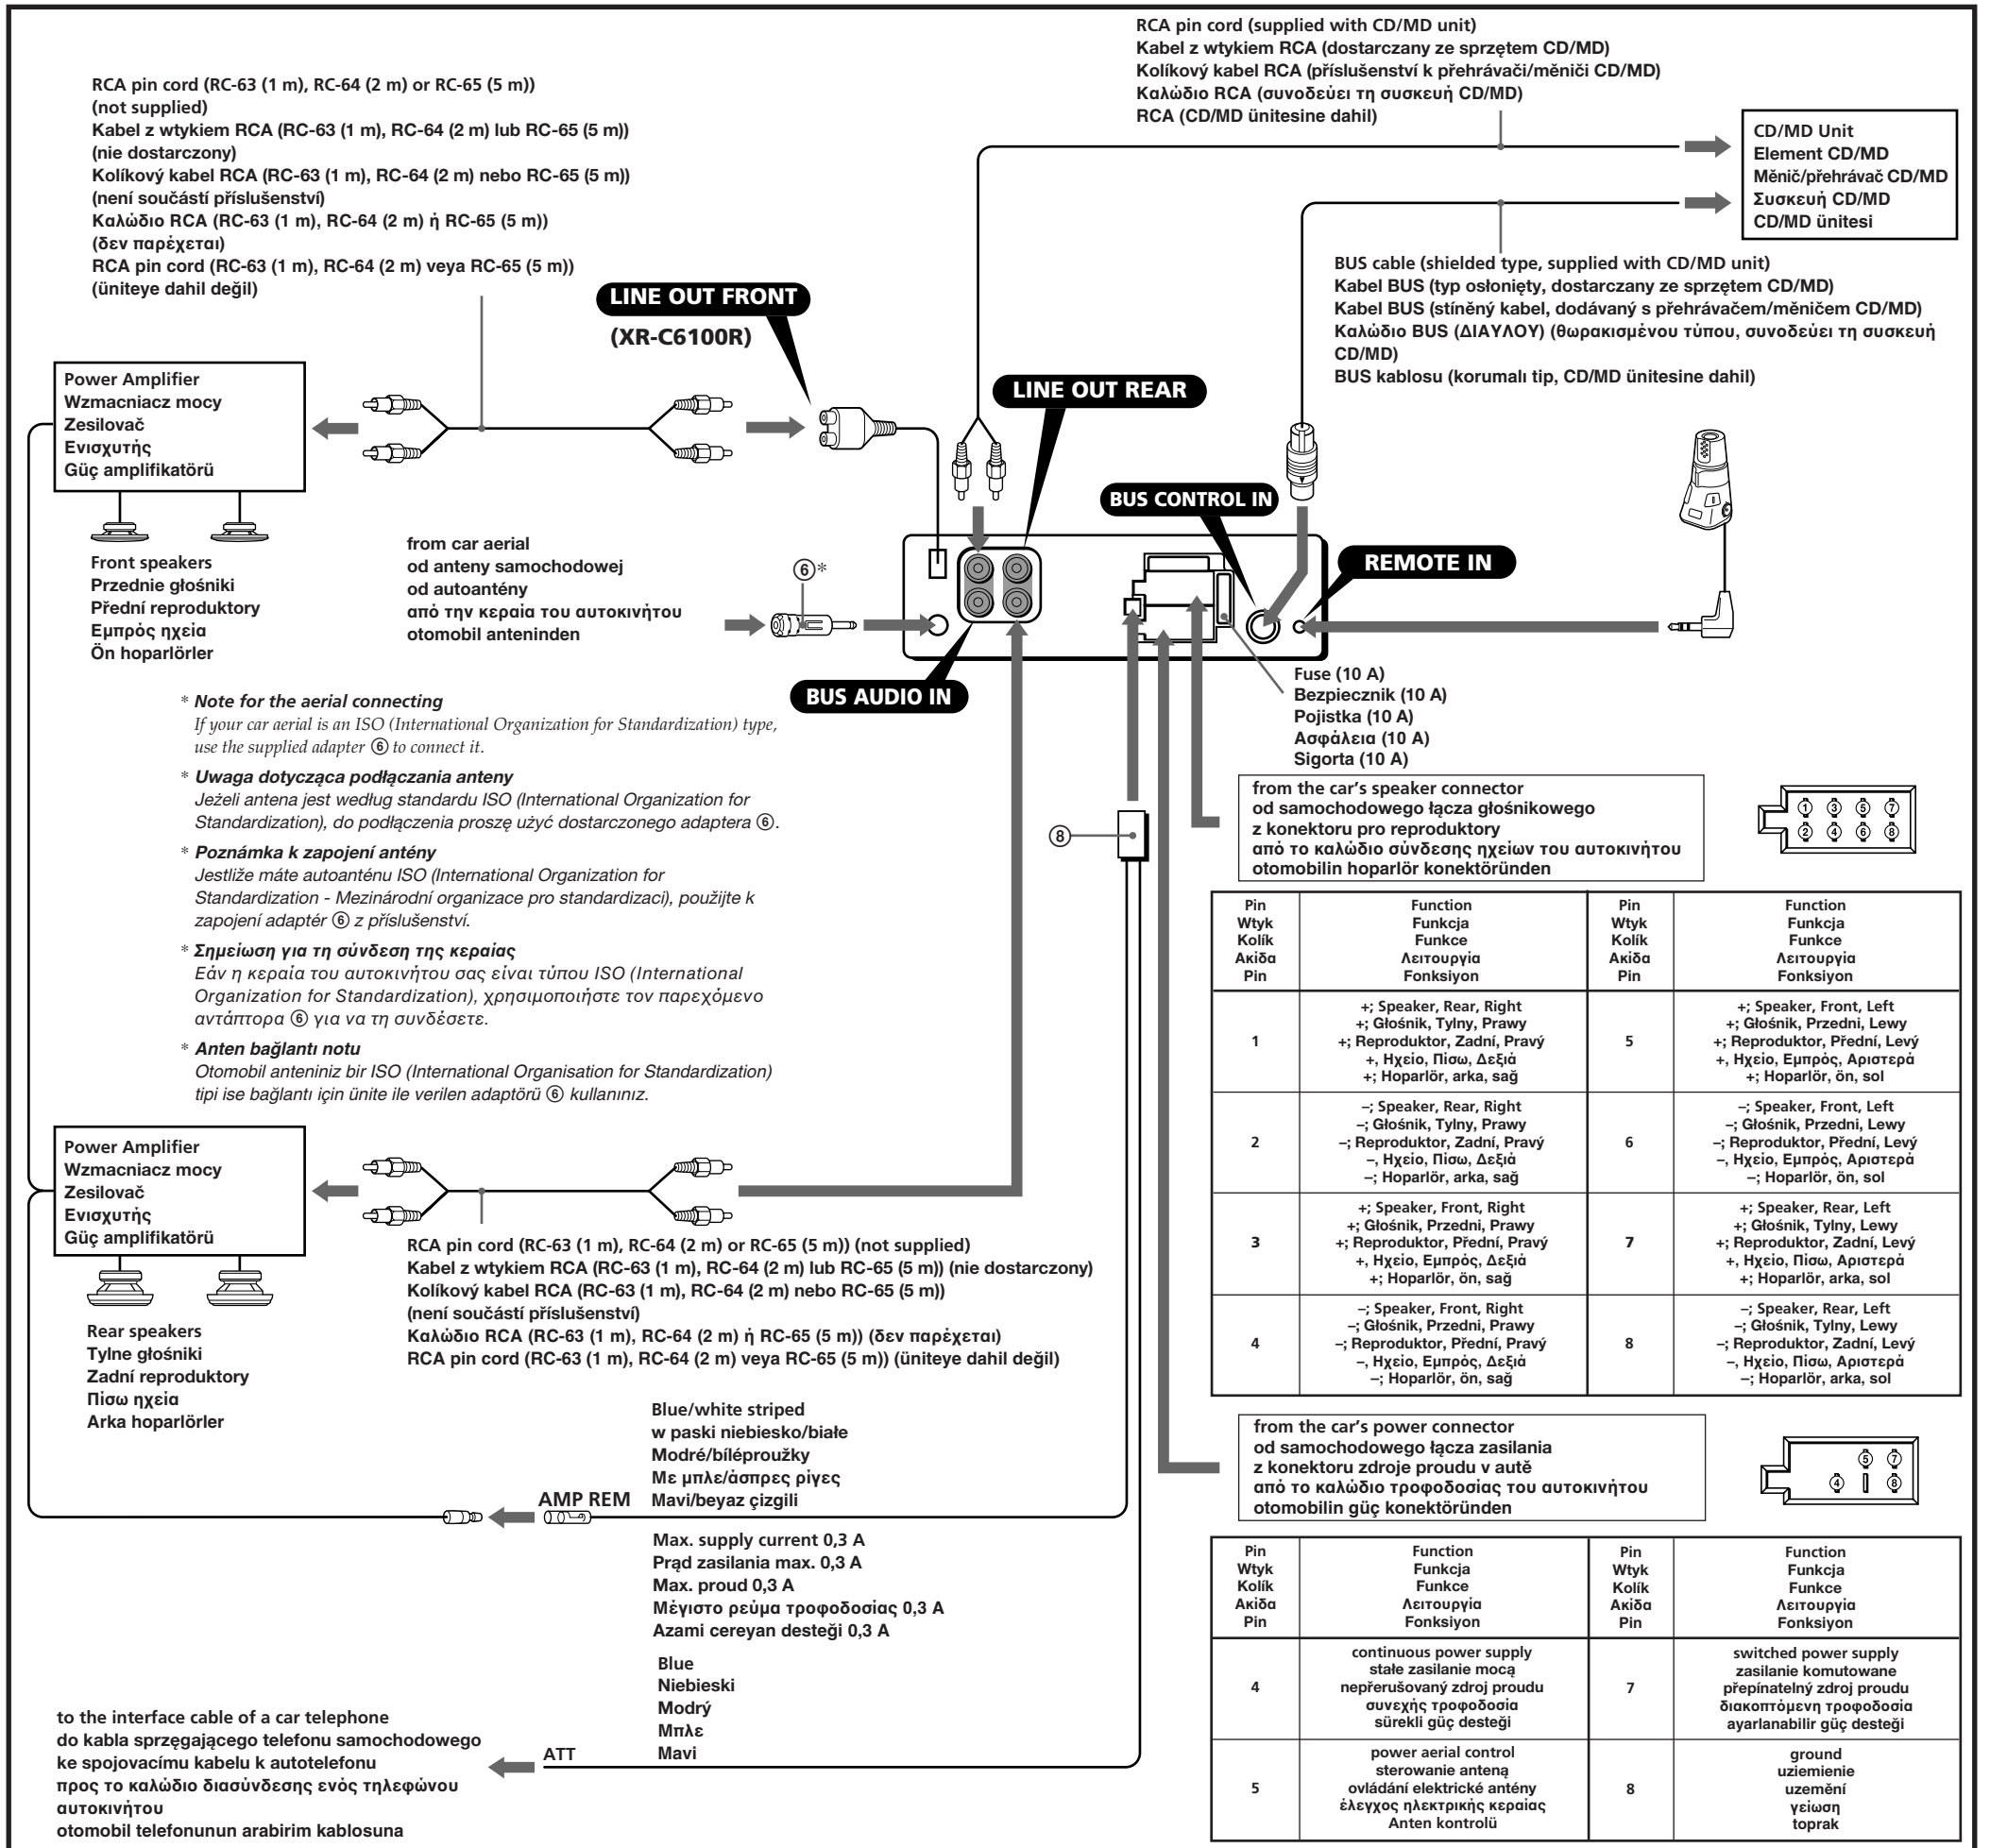 RCA pin cord (supplied with CD/MD unit)
Kabel z wtykiem RCA (dostarczany ze sprzętem CD/MD)
Kolíkový kabel RCA (příslušenství k přehrávači/měniči CD/MD)
Καλώδιο RCA (συνοδεύει τη συσκευή CD/MD)
RCA (CD/MD ünitesine dahil)
RCA pin cord (RC-63 (1 m), RC-64 (2 m) or RC-65 (5 m))
(not supplied)
Kabel z wtykiem RCA (RC-63 (1 m), RC-64 (2 m) lub RC-65 (5 m))
(nie dostarczony)
Kolíkový kabel RCA (RC-63 (1 m), RC-64 (2 m) nebo RC-65 (5 m))
(není součástí příslušenství)
Καλώδιο RCA (RC-63 (1 m), RC-64 (2 m) ή RC-65 (5 m))
(δεν παρέχεται)
RCA pin cord (RC-63 (1 m), RC-64 (2 m) veya RC-65 (5 m))
(üniteye dahil değil)
CD/MD Unit
Element CD/MD
Měnič/přehrávač CD/MD
Συσκευή CD/MD
CD/MD ünitesi
BUS cable (shielded type, supplied with CD/MD unit)
Kabel BUS (typ osłonięty, dostarczany ze sprzętem CD/MD)
Kabel BUS (stíněný kabel, dodávaný s přehrávačem/měničem CD/MD)
Καλώδιο BUS (ΔΙΑΥΛΟΥ) (θωρακισμένου τύπου, συνοδεύει τη συσκευή
CD/MD)
BUS kablosu (korumalı tip, CD/MD ünitesine dahil)
LINE OUT FRONT
(XR-C6100R)
LINE OUT REAR
BUS CONTROL IN
REMOTE IN
BUS AUDIO IN
Power Amplifier
Wzmacniacz mocy
Zesilovač
Ενισχυτής
Güç amplifikatörü
Front speakers
Przednie głośniki
Přední reproduktory
Εμπρός ηχεία
Ön hoparlörler
from car aerial
od anteny samochodowej
od autoantény
από την κεραία του αυτοκινήτου
otomobil anteninden
⑥*
Fuse (10 A)
Bezpiecznik (10 A)
Pojistka (10 A)
Ασφάλεια (10 A)
Sigorta (10 A)
* Note for the aerial connecting
If your car aerial is an ISO (International Organization for Standardization) type,
use the supplied adapter ⑥ to connect it.
* Uwaga dotycząca podłączania anteny
Jeżeli antena jest według standardu ISO (International Organization for
Standardization), do podłączenia proszę użyć dostarczonego adaptera ⑥.
* Poznámka k zapojení antény
Jestliže máte autoanténu ISO (International Organization for
Standardization - Mezinárodní organizace pro standardizaci), použijte k
zapojení adaptér ⑥ z příslušenství.
* Σημείωση για τη σύνδεση της κεραίας
Εάν η κεραία του αυτοκινήτου σας είναι τύπου ISO (International
Organization for Standardization), χρησιμοποιήστε τον παρεχόμενο
αντάπτορα ⑥ για να τη συνδέσετε.
* Anten bağlantı notu
Otomobil anteniniz bir ISO (International Organisation for Standardization)
tipi ise bağlantı için ünite ile verilen adaptörü ⑥ kullanınız.
⑧
from the car's speaker connector
od samochodowego łącza głośnikowego
z konektoru pro reproduktory
από το καλώδιο σύνδεσης ηχείων του αυτοκινήτου
otomobilin hoparlör konektöründen
1 3 5 7
2 4 6 8
Pin Function Pin Function
Wtyk Funkcja Wtyk Funkcja
Kolík Funkce Kolík Funkce
Ακίδα Λειτουργία Ακίδα Λειτουργία
Pin Fonksiyon Pin Fonksiyon
+; Speaker, Rear, Right +; Speaker, Front, Left
+; Głośnik, Tylny, Prawy +; Głośnik, Przedni, Lewy
1 +; Reproduktor, Zadní, Pravý 5 +; Reproduktor, Přední, Levý
+, Ηχείο, Πίσω, Δεξιά +, Ηχείο, Εμπρός, Αριστερά
+; Hoparlör, arka, sağ +; Hoparlör, ön, sol
–; Speaker, Rear, Right –; Speaker, Front, Left
–; Głośnik, Tylny, Prawy –; Głośnik, Przedni, Lewy
2 –; Reproduktor, Zadní, Pravý 6 –; Reproduktor, Přední, Levý
–, Ηχείο, Πίσω, Δεξιά –, Ηχείο, Εμπρός, Αριστερά
–; Hoparlör, arka, sağ –; Hoparlör, ön, sol
+; Speaker, Front, Right +; Speaker, Rear, Left
+; Głośnik, Przedni, Prawy +; Głośnik, Tylny, Lewy
3 +; Reproduktor, Přední, Pravý 7 +; Reproduktor, Zadní, Levý
+, Ηχείο, Εμπρός, Δεξιά +, Ηχείο, Πίσω, Αριστερά
+; Hoparlör, ön, sağ +; Hoparlör, arka, sol
–; Speaker, Front, Right –; Speaker, Rear, Left
–; Głośnik, Przedni, Prawy –; Głośnik, Tylny, Lewy
4 –; Reproduktor, Přední, Pravý 8 –; Reproduktor, Zadní, Levý
–, Ηχείο, Εμπρός, Δεξιά –, Ηχείο, Πίσω, Αριστερά
–; Hoparlör, ön, sağ –; Hoparlör, arka, sol
Power Amplifier
Wzmacniacz mocy
Zesilovač
Ενισχυτής
Güç amplifikatörü
Rear speakers
Tylne głośniki
Zadní reproduktory
Πίσω ηχεία
Arka hoparlörler
RCA pin cord (RC-63 (1 m), RC-64 (2 m) or RC-65 (5 m)) (not supplied)
Kabel z wtykiem RCA (RC-63 (1 m), RC-64 (2 m) lub RC-65 (5 m)) (nie dostarczony)
Kolíkový kabel RCA (RC-63 (1 m), RC-64 (2 m) nebo RC-65 (5 m))
(není součástí příslušenství)
Καλώδιο RCA (RC-63 (1 m), RC-64 (2 m) ή RC-65 (5 m)) (δεν παρέχεται)
RCA pin cord (RC-63 (1 m), RC-64 (2 m) veya RC-65 (5 m)) (üniteye dahil değil)
Blue/white striped
w paski niebiesko/białe
Modré/bíléproužky
Με μπλε/άσπρες ρίγες
Mavi/beyaz çizgili
AMP REM
Max. supply current 0,3 A
Prąd zasilania max. 0,3 A
Max. proud 0,3 A
Μέγιστο ρεύμα τροφοδοσίας 0,3 A
Azami cereyan desteği 0,3 A
Blue
Niebieski
Modrý
Μπλε
Mavi
ATT
to the interface cable of a car telephone
do kabla sprzęgającego telefonu samochodowego
ke spojovacímu kabelu k autotelefonu
προς το καλώδιο διασύνδεσης ενός τηλεφώνου
αυτοκινήτου
otomobil telefonunun arabirim kablosuna
from the car's power connector
od samochodowego łącza zasilania
z konektoru zdroje proudu v autě
από το καλώδιο τροφοδοσίας του αυτοκινήτου
otomobilin güç konektöründen
5 7
4 8
Pin Function Pin Function
Wtyk Funkcja Wtyk Funkcja
Kolík Funkce Kolík Funkce
Ακίδα Λειτουργία Ακίδα Λειτουργία
Pin Fonksiyon Pin Fonksiyon
continuous power supply switched power supply
stałe zasilanie mocą zasilanie komutowane
4 nepřerušovaný zdroj proudu 7 přepínatelný zdroj proudu
συνεχής τροφοδοσία διακοπτόμενη τροφοδοσία
sürekli güç desteği ayarlanabilir güç desteği
power aerial control ground
sterowanie anteną uziemienie
5 ovládání elektrické antény 8 uzemění
έλεγχος ηλεκτρικής κεραίας γείωση
Anten kontrolü toprak